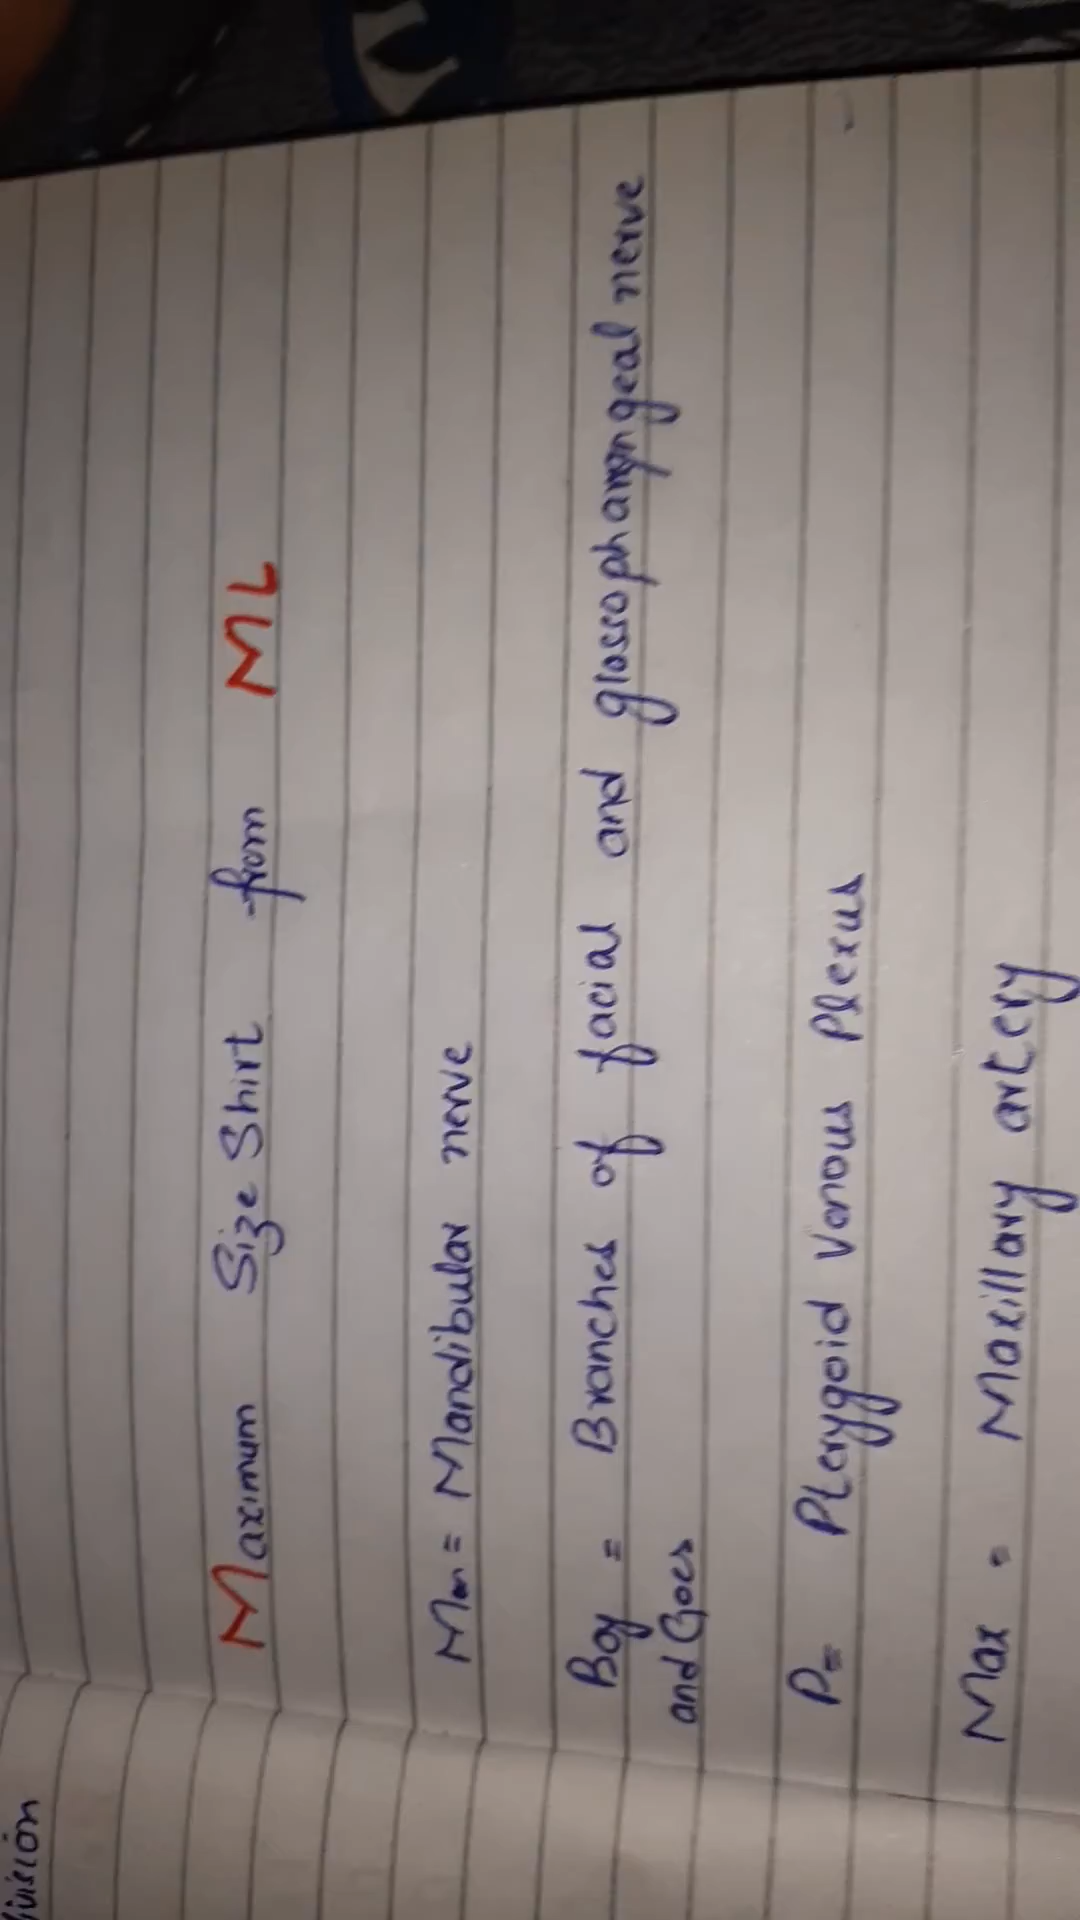 ivision
Maximum Size Shirt from ML
Man = Mandibular nerve
Boy = Branches of facial and glossopharyngeal nerve
and Goes
P = Pterygoid Venous Plexus
Max = Maxillary artery